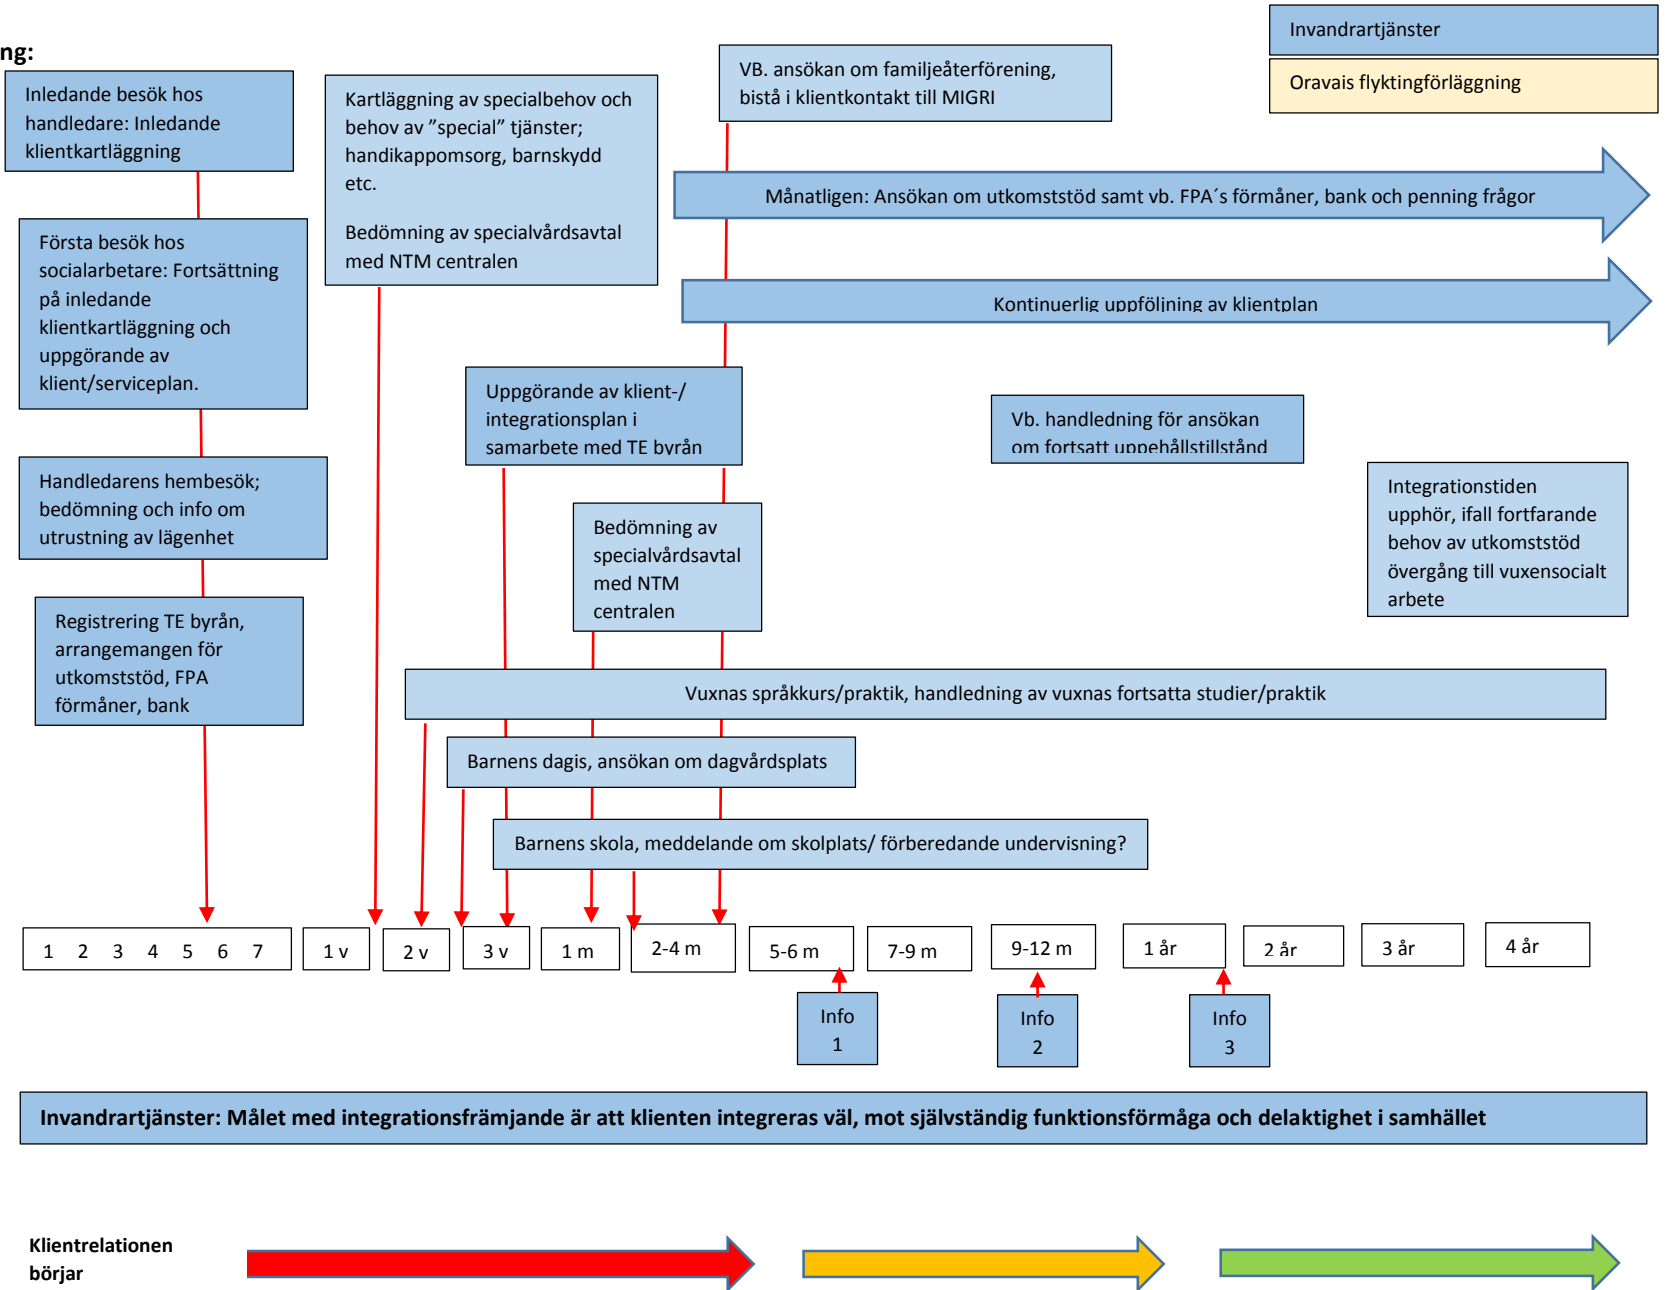 ng:
Invandrartjänster
Oravais flyktingförläggning
Inledande besök hos
handledare: Inledande
klientkartläggning
Första besök hos
socialarbetare: Fortsättning
på inledande
klientkartläggning och
uppgörande av
klient/serviceplan.
Handledarens hembesök;
bedömning och info om
utrustning av lägenhet
Registrering TE byrån,
arrangemangen för
utkomststöd, FPA
förmåner, bank
Kartläggning av specialbehov och
behov av ”special” tjänster;
handikappomsorg, barnskydd
etc.
Bedömning av specialvårdsavtal
med NTM centralen
VB. ansökan om familjeåterförening,
bistå i klientkontakt till MIGRI
Månatligen: Ansökan om utkomststöd samt vb. FPA´s förmåner, bank och penning frågor
Kontinuerlig uppföljning av klientplan
Uppgörande av klient-/
integrationsplan i
samarbete med TE byrån
Vb. handledning för ansökan
om fortsatt uppehållstillstånd
Bedömning av
specialvårdsavtal
med NTM
centralen
Integrationstiden
upphör, ifall fortfarande
behov av utkomststöd
övergång till vuxensocialt
arbete
Vuxnas språkkurs/praktik, handledning av vuxnas fortsatta studier/praktik
Barnens dagis, ansökan om dagvårdsplats
Barnens skola, meddelande om skolplats/ förberedande undervisning?
1 2 3 4 5 6 7
1 v
2 v
3 v
1 m
2-4 m
5-6 m
7-9 m
9-12 m
1 år
2 år
3 år
4 år
Info
1
Info
2
Info
3
Invandrartjänster: Målet med integrationsfrämjande är att klienten integreras väl, mot självständig funktionsförmåga och delaktighet i samhället
Klientrelationen
börjar